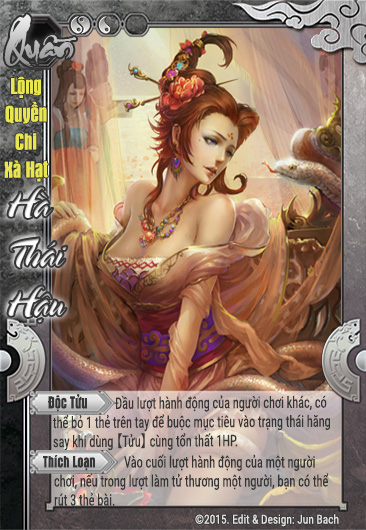 Quân
Lộng
Quyền
Chi
Xà Hạt
Hà
Thái
Hậu
Độc Tửu Đầu lượt hành động của người chơi khác, có
thể bỏ 1 thẻ trên tay để buộc mục tiêu vào trạng thái hăng
say khi dùng【Tửu】cùng tổn thất 1HP.
Thích Loạn Vào cuối lượt hành động của một người
chơi, nếu trong lượt làm tử thương một người, bạn có thể
rút 3 thẻ bài.
©2015. Edit & Design: Jun Bach